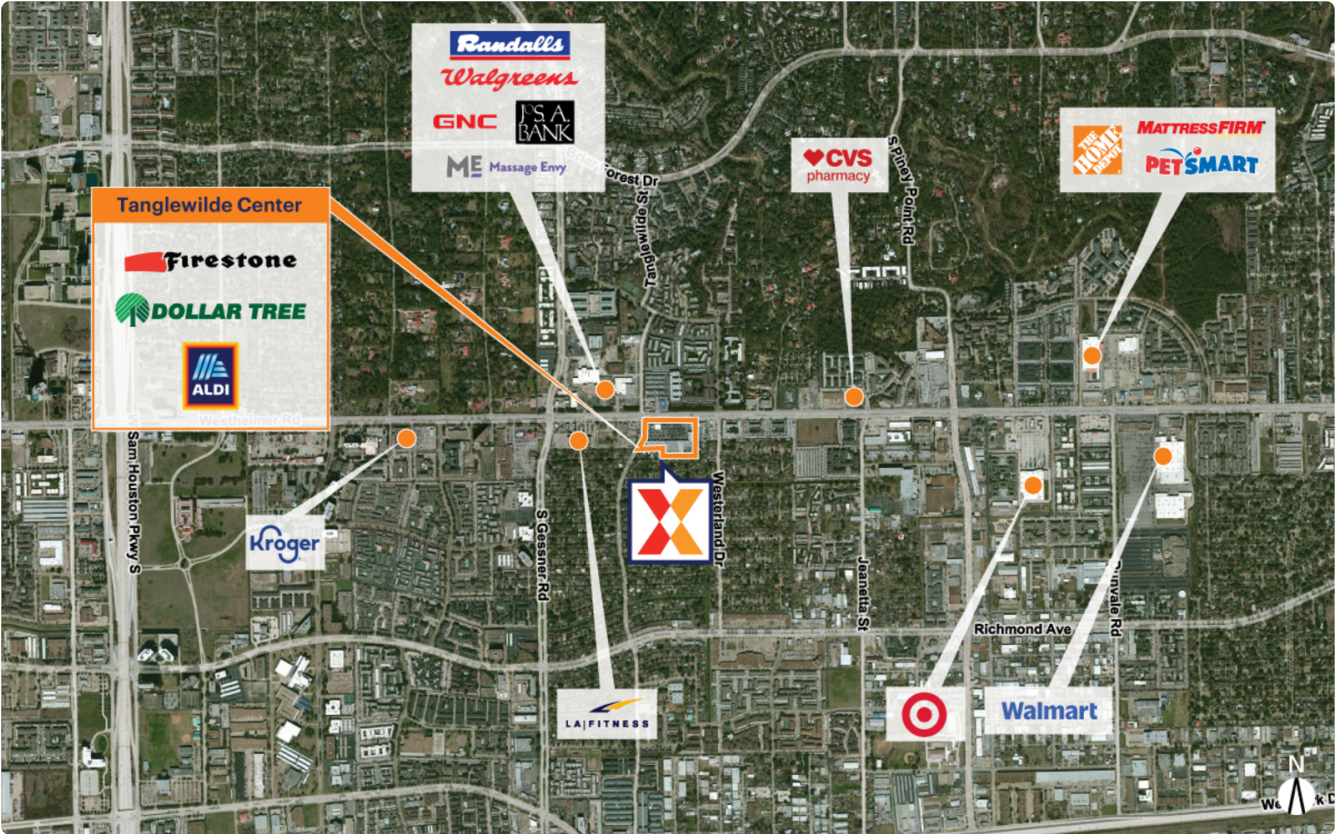 Randalls
Walgreens
GNC
JoS. A.
BANK
ME Massage Envy
CVS
pharmacy
THE
HOME
DEPOT
MATTRESSFIRM
PETSMART
Forest Dr
Tanglewilde St
S Piney Point Rd
Tanglewilde Center
Firestone
DOLLAR TREE
ALDI
Westheimer Rd
Sam Houston Pkwy S
Kroger
S Gessner Rd
Westerland Dr
Jeanetta St
Richmond Ave
LA|FITNESS
Walmart
N